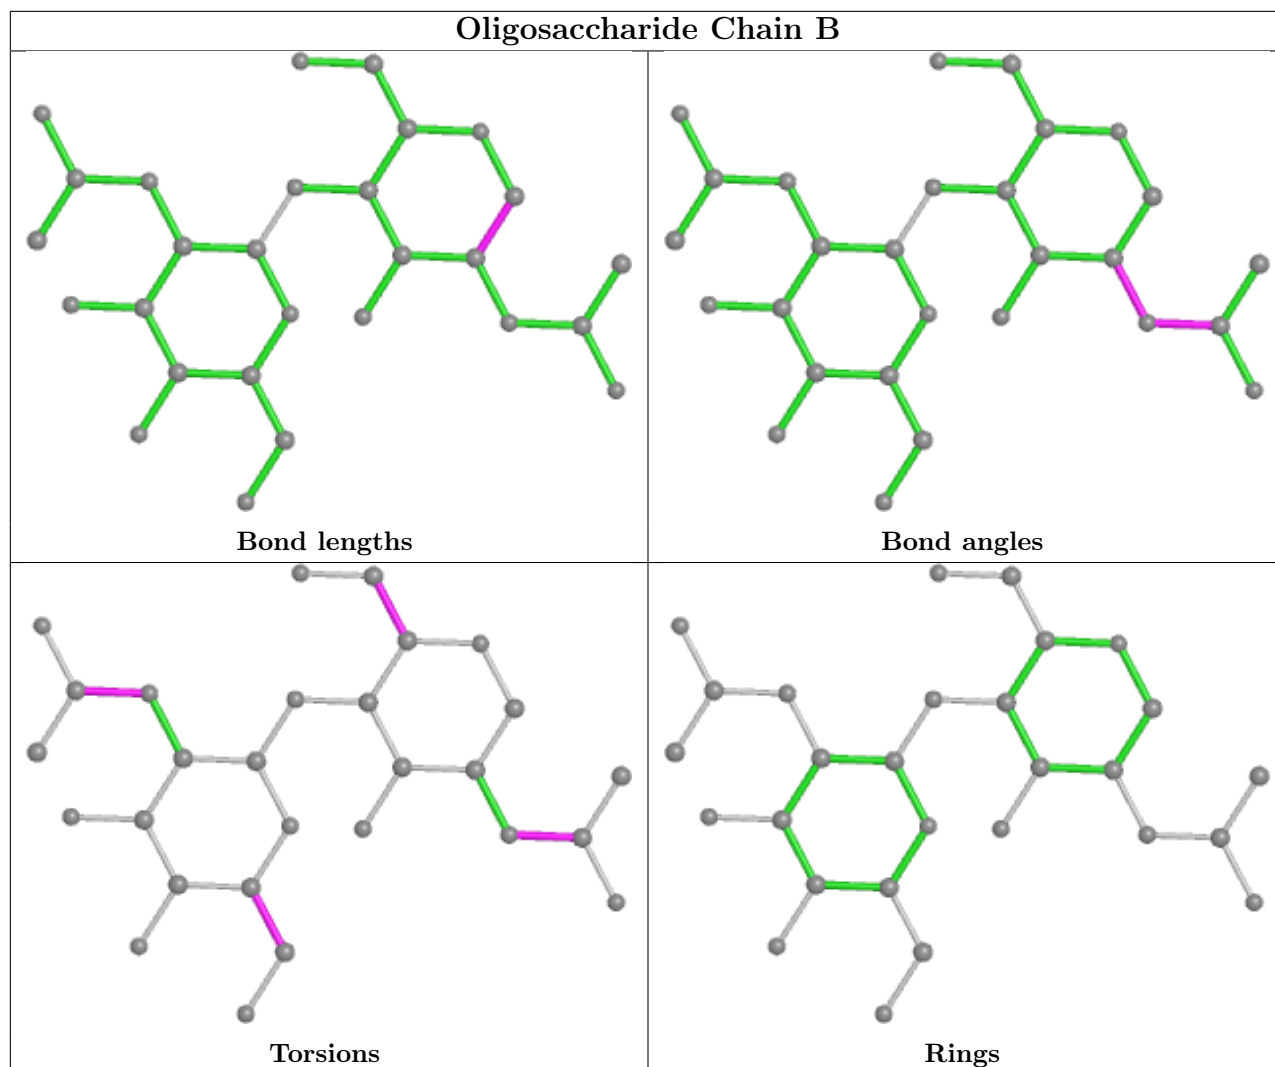 Oligosaccharide Chain B
Bond lengths
Bond angles
Torsions
Rings